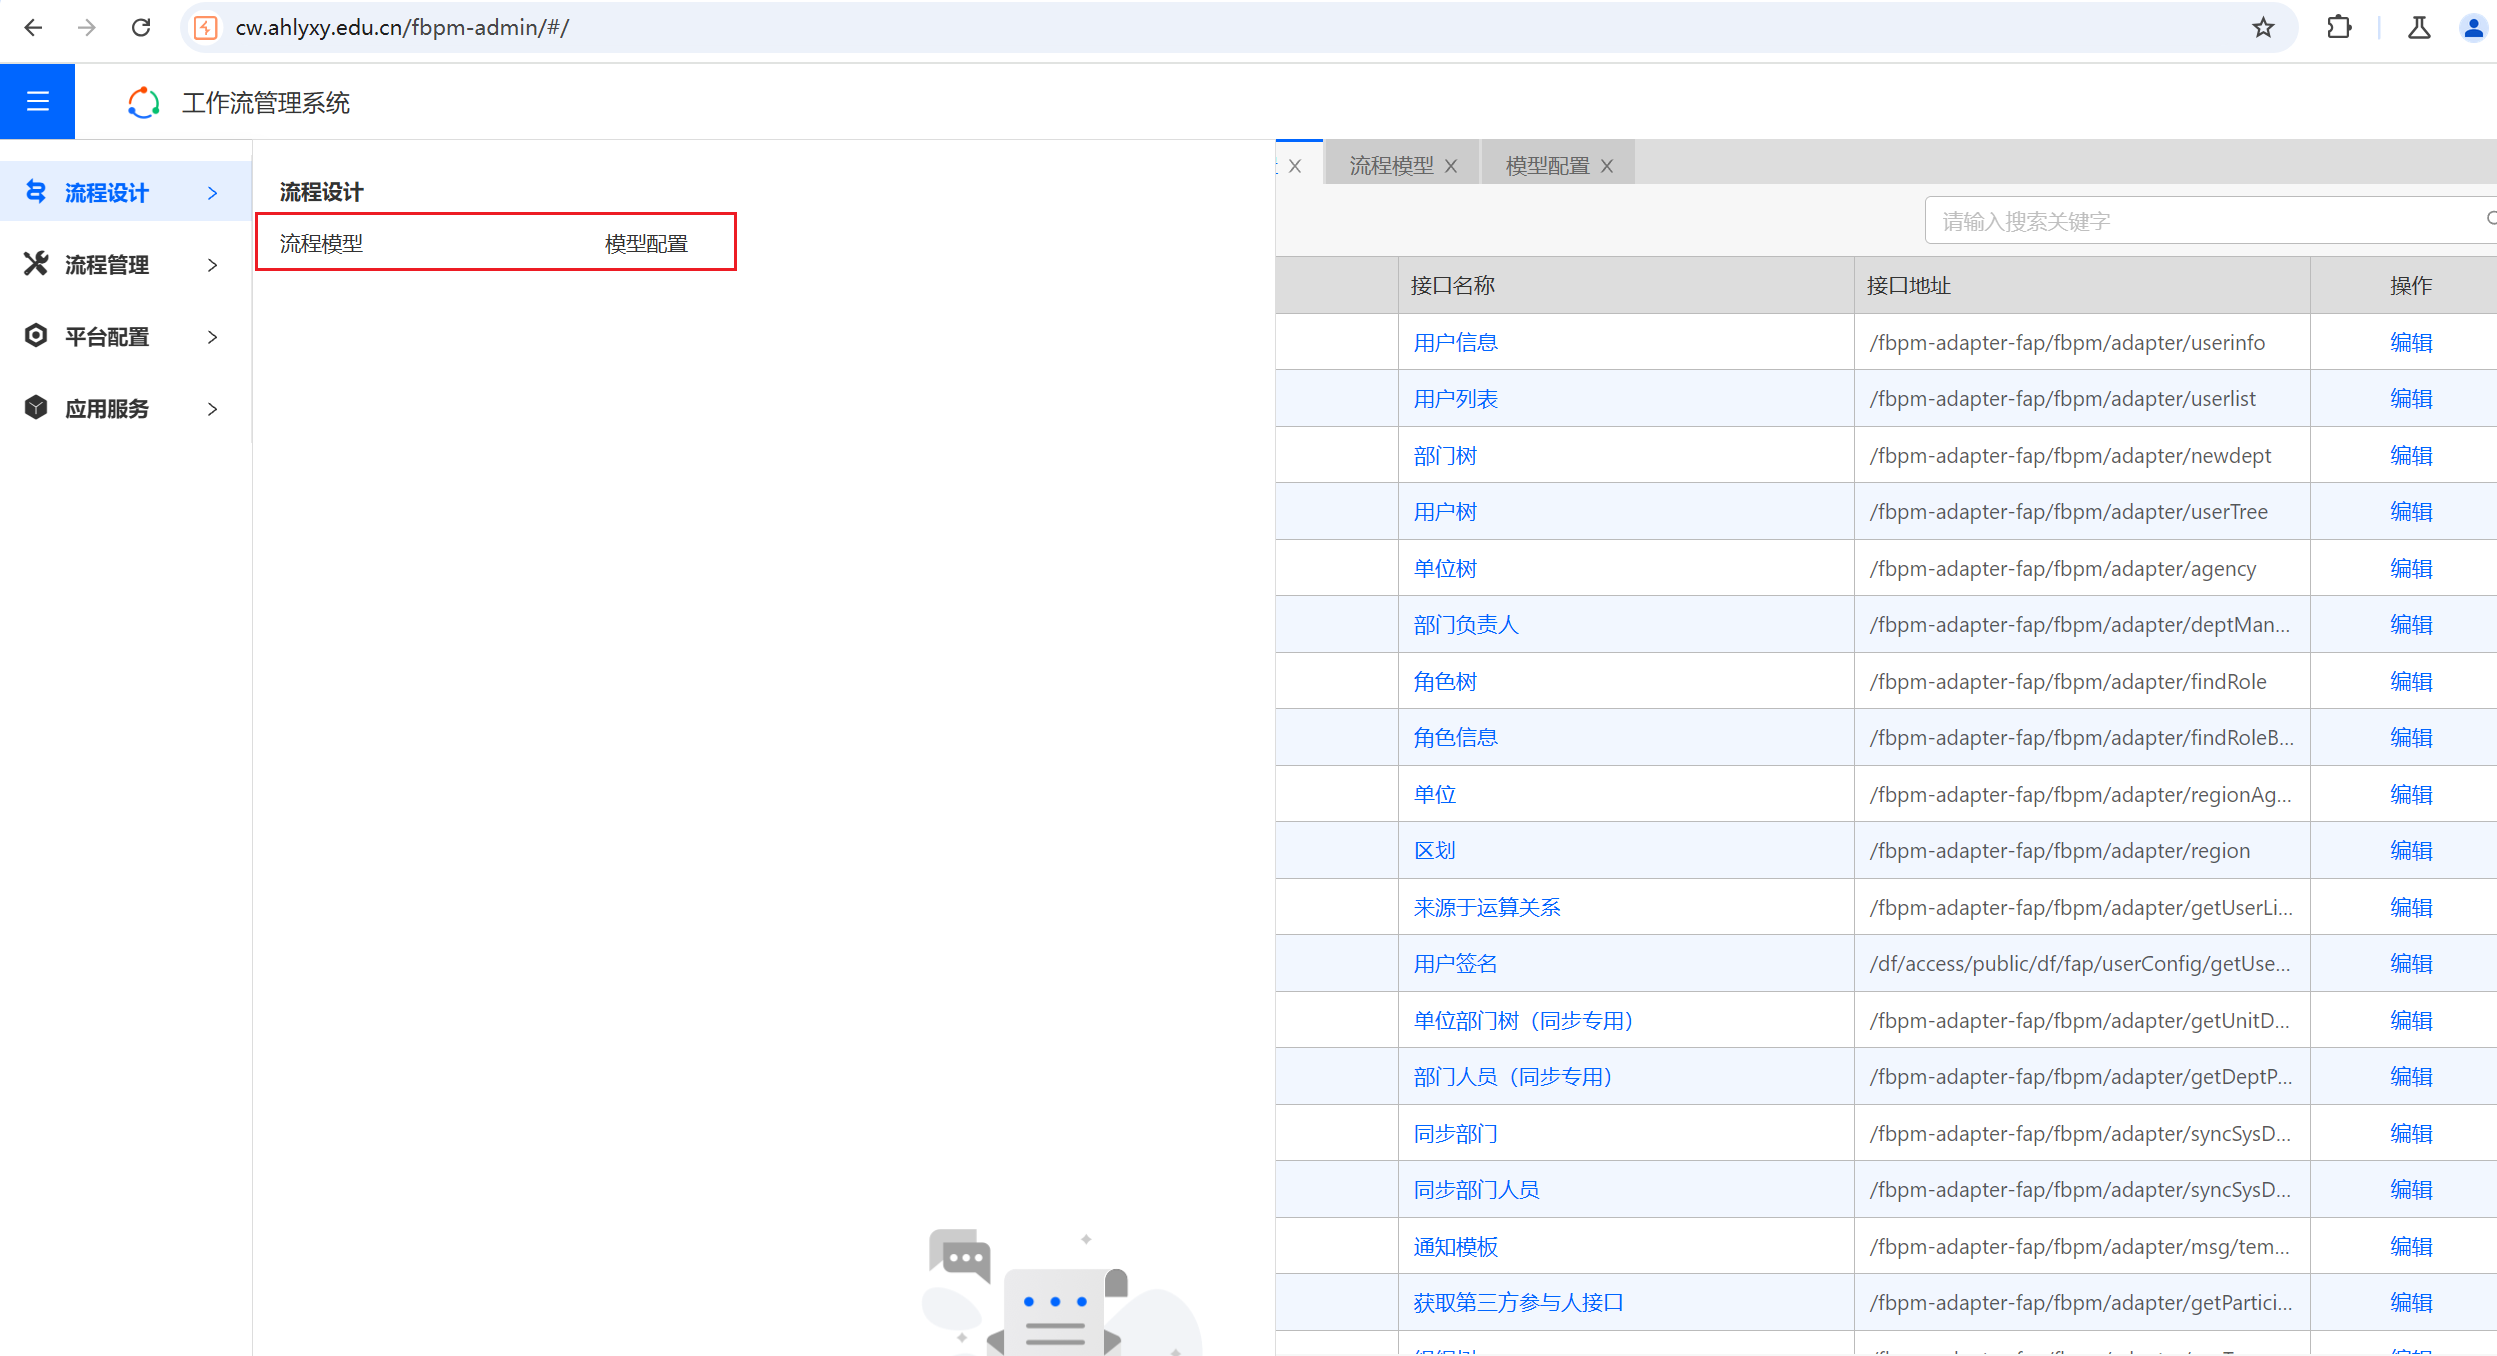 cw.ahlyxy.edu.cn/fbpm-admin/#/
工作流管理系统
流程设计
流程管理
平台配置
应用服务
流程设计
流程模型 模型配置
流程模型 模型配置
请输入搜索关键字
接口名称 接口地址 操作
用户信息 /fbpm-adapter-fap/fbpm/adapter/userinfo 编辑
用户列表 /fbpm-adapter-fap/fbpm/adapter/userlist 编辑
部门树 /fbpm-adapter-fap/fbpm/adapter/newdept 编辑
用户树 /fbpm-adapter-fap/fbpm/adapter/userTree 编辑
单位树 /fbpm-adapter-fap/fbpm/adapter/agency 编辑
部门负责人 /fbpm-adapter-fap/fbpm/adapter/deptMan... 编辑
角色树 /fbpm-adapter-fap/fbpm/adapter/findRole 编辑
角色信息 /fbpm-adapter-fap/fbpm/adapter/findRoleB... 编辑
单位 /fbpm-adapter-fap/fbpm/adapter/regionAg... 编辑
区划 /fbpm-adapter-fap/fbpm/adapter/region 编辑
来源于运算关系 /fbpm-adapter-fap/fbpm/adapter/getUserLi... 编辑
用户签名 /df/access/public/df/fap/userConfig/getUse... 编辑
单位部门树（同步专用） /fbpm-adapter-fap/fbpm/adapter/getUnitD... 编辑
部门人员（同步专用） /fbpm-adapter-fap/fbpm/adapter/getDeptP... 编辑
同步部门 /fbpm-adapter-fap/fbpm/adapter/syncSysD... 编辑
同步部门人员 /fbpm-adapter-fap/fbpm/adapter/syncSysD... 编辑
通知模板 /fbpm-adapter-fap/fbpm/adapter/msg/tem... 编辑
获取第三方参与人接口 /fbpm-adapter-fap/fbpm/adapter/getPartici... 编辑